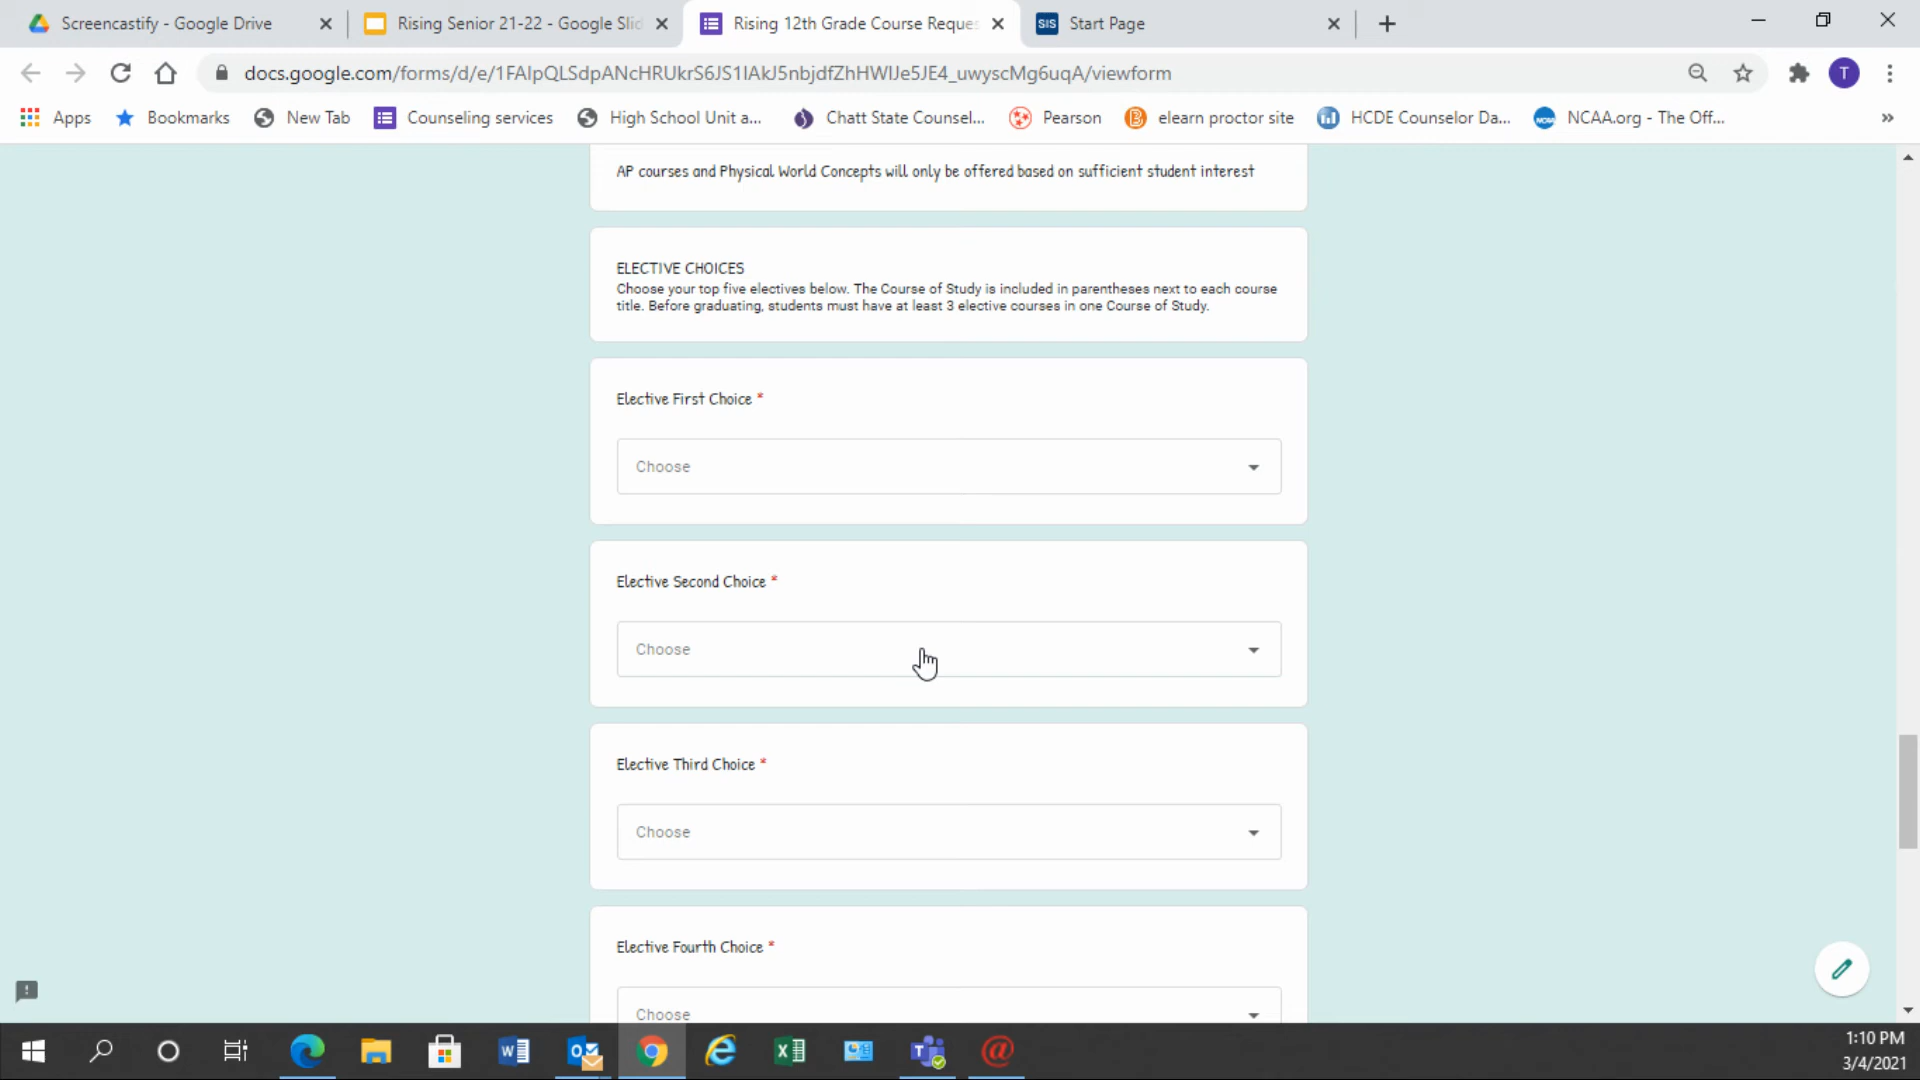 Screencastify - Google Drive
Rising Senior 21-22 - Google Slid
Rising 12th Grade Course Reques
SIS Start Page
docs.google.com/forms/d/e/1FAIpQLSdpANcHRUkrS6JS1IAkJ5nbjdfZhHWIJe5JE4_uwyscMg6uqA/viewform
T
Apps
Bookmarks
New Tab
Counseling services
High School Unit a...
Chatt State Counsel...
Pearson
elearn proctor site
HCDE Counselor Da...
NCAA.org - The Off...
»
AP courses and Physical World Concepts will only be offered based on sufficient student interest
ELECTIVE CHOICES
Choose your top five electives below. The Course of Study is included in parentheses next to each course
title. Before graduating, students must have at least 3 elective courses in one Course of Study.
Elective First Choice *
Choose
Elective Second Choice *
Choose
Elective Third Choice *
Choose
Elective Fourth Choice *
Choose
1:10 PM
3/4/2021